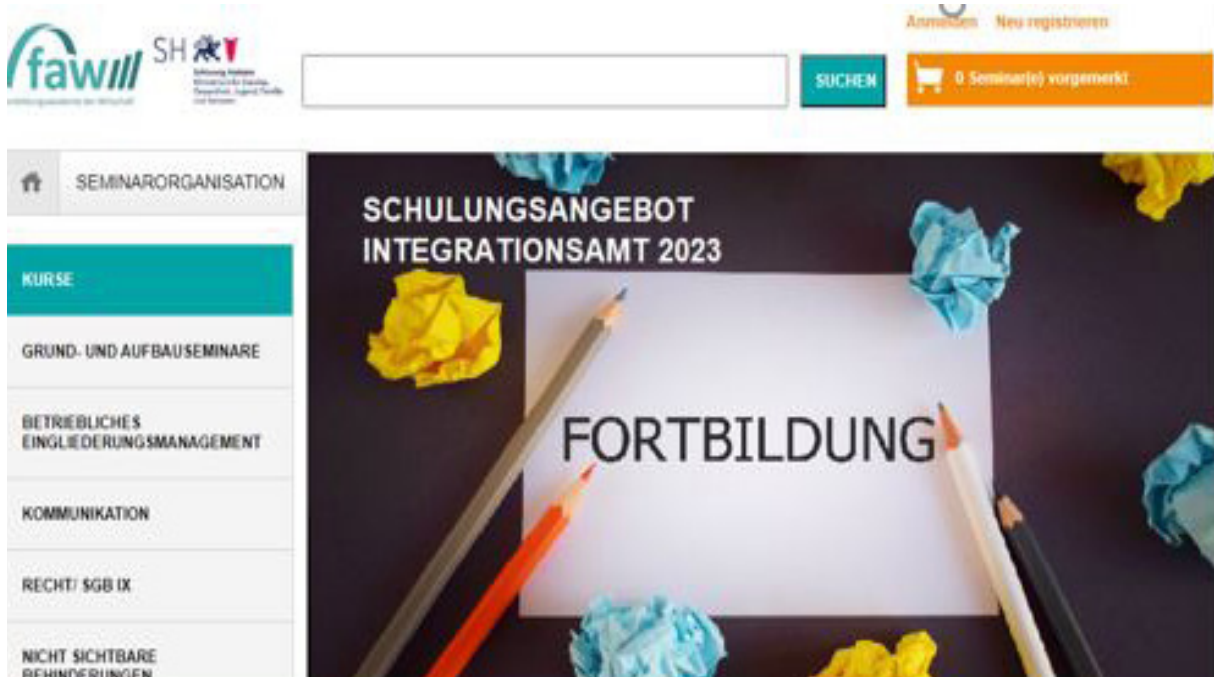 Anmelden Neu registrieren
faw
SH
SUCHEN
0 Seminar(e) vorgemerkt
SEMINARORGANISATION
SCHULUNGSANGEBOT
INTEGRATIONSAMT 2023
KURSE
GRUND- UND AUFBAUSEMINARE
BETRIEBLICHES
EINGLIEDERUNGSMANAGEMENT
KOMMUNIKATION
RECHT/ SGB IX
NICHT SICHTBARE
BEHINDERUNGEN
FORTBILDUNG